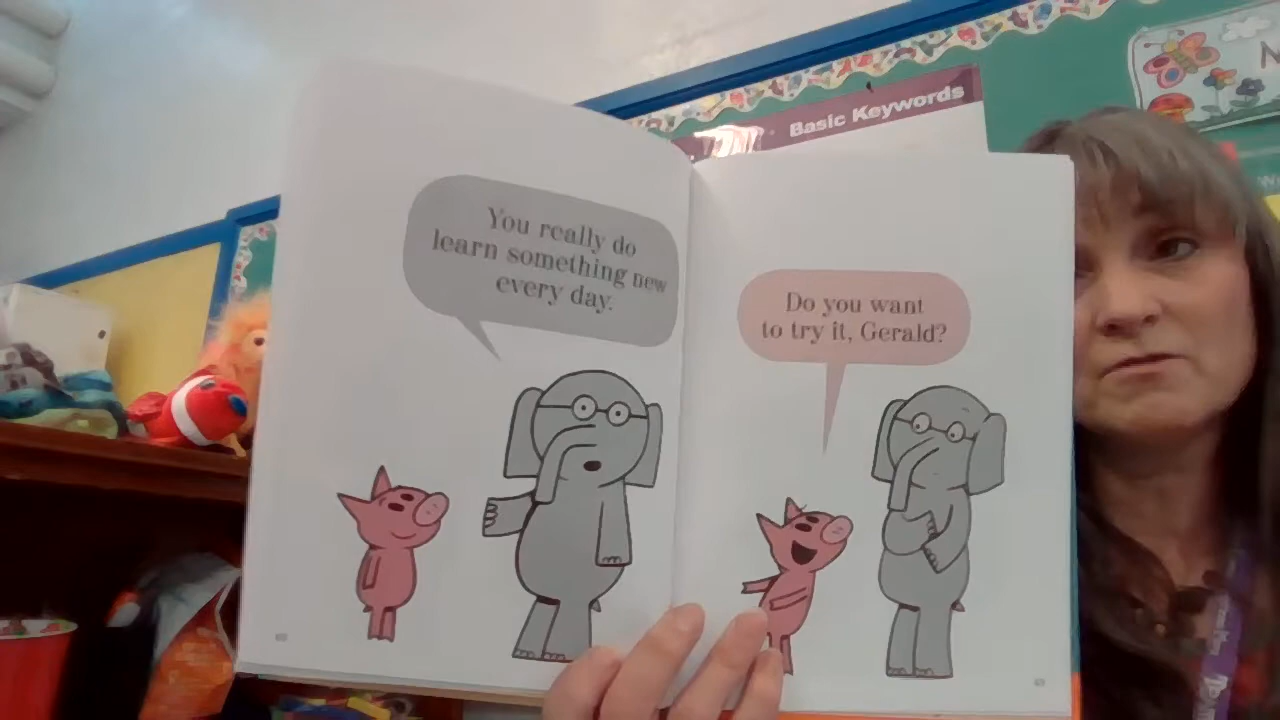 Basic Keywords
You really do
learn something new
every day.
Do you want
to try it, Gerald?
N